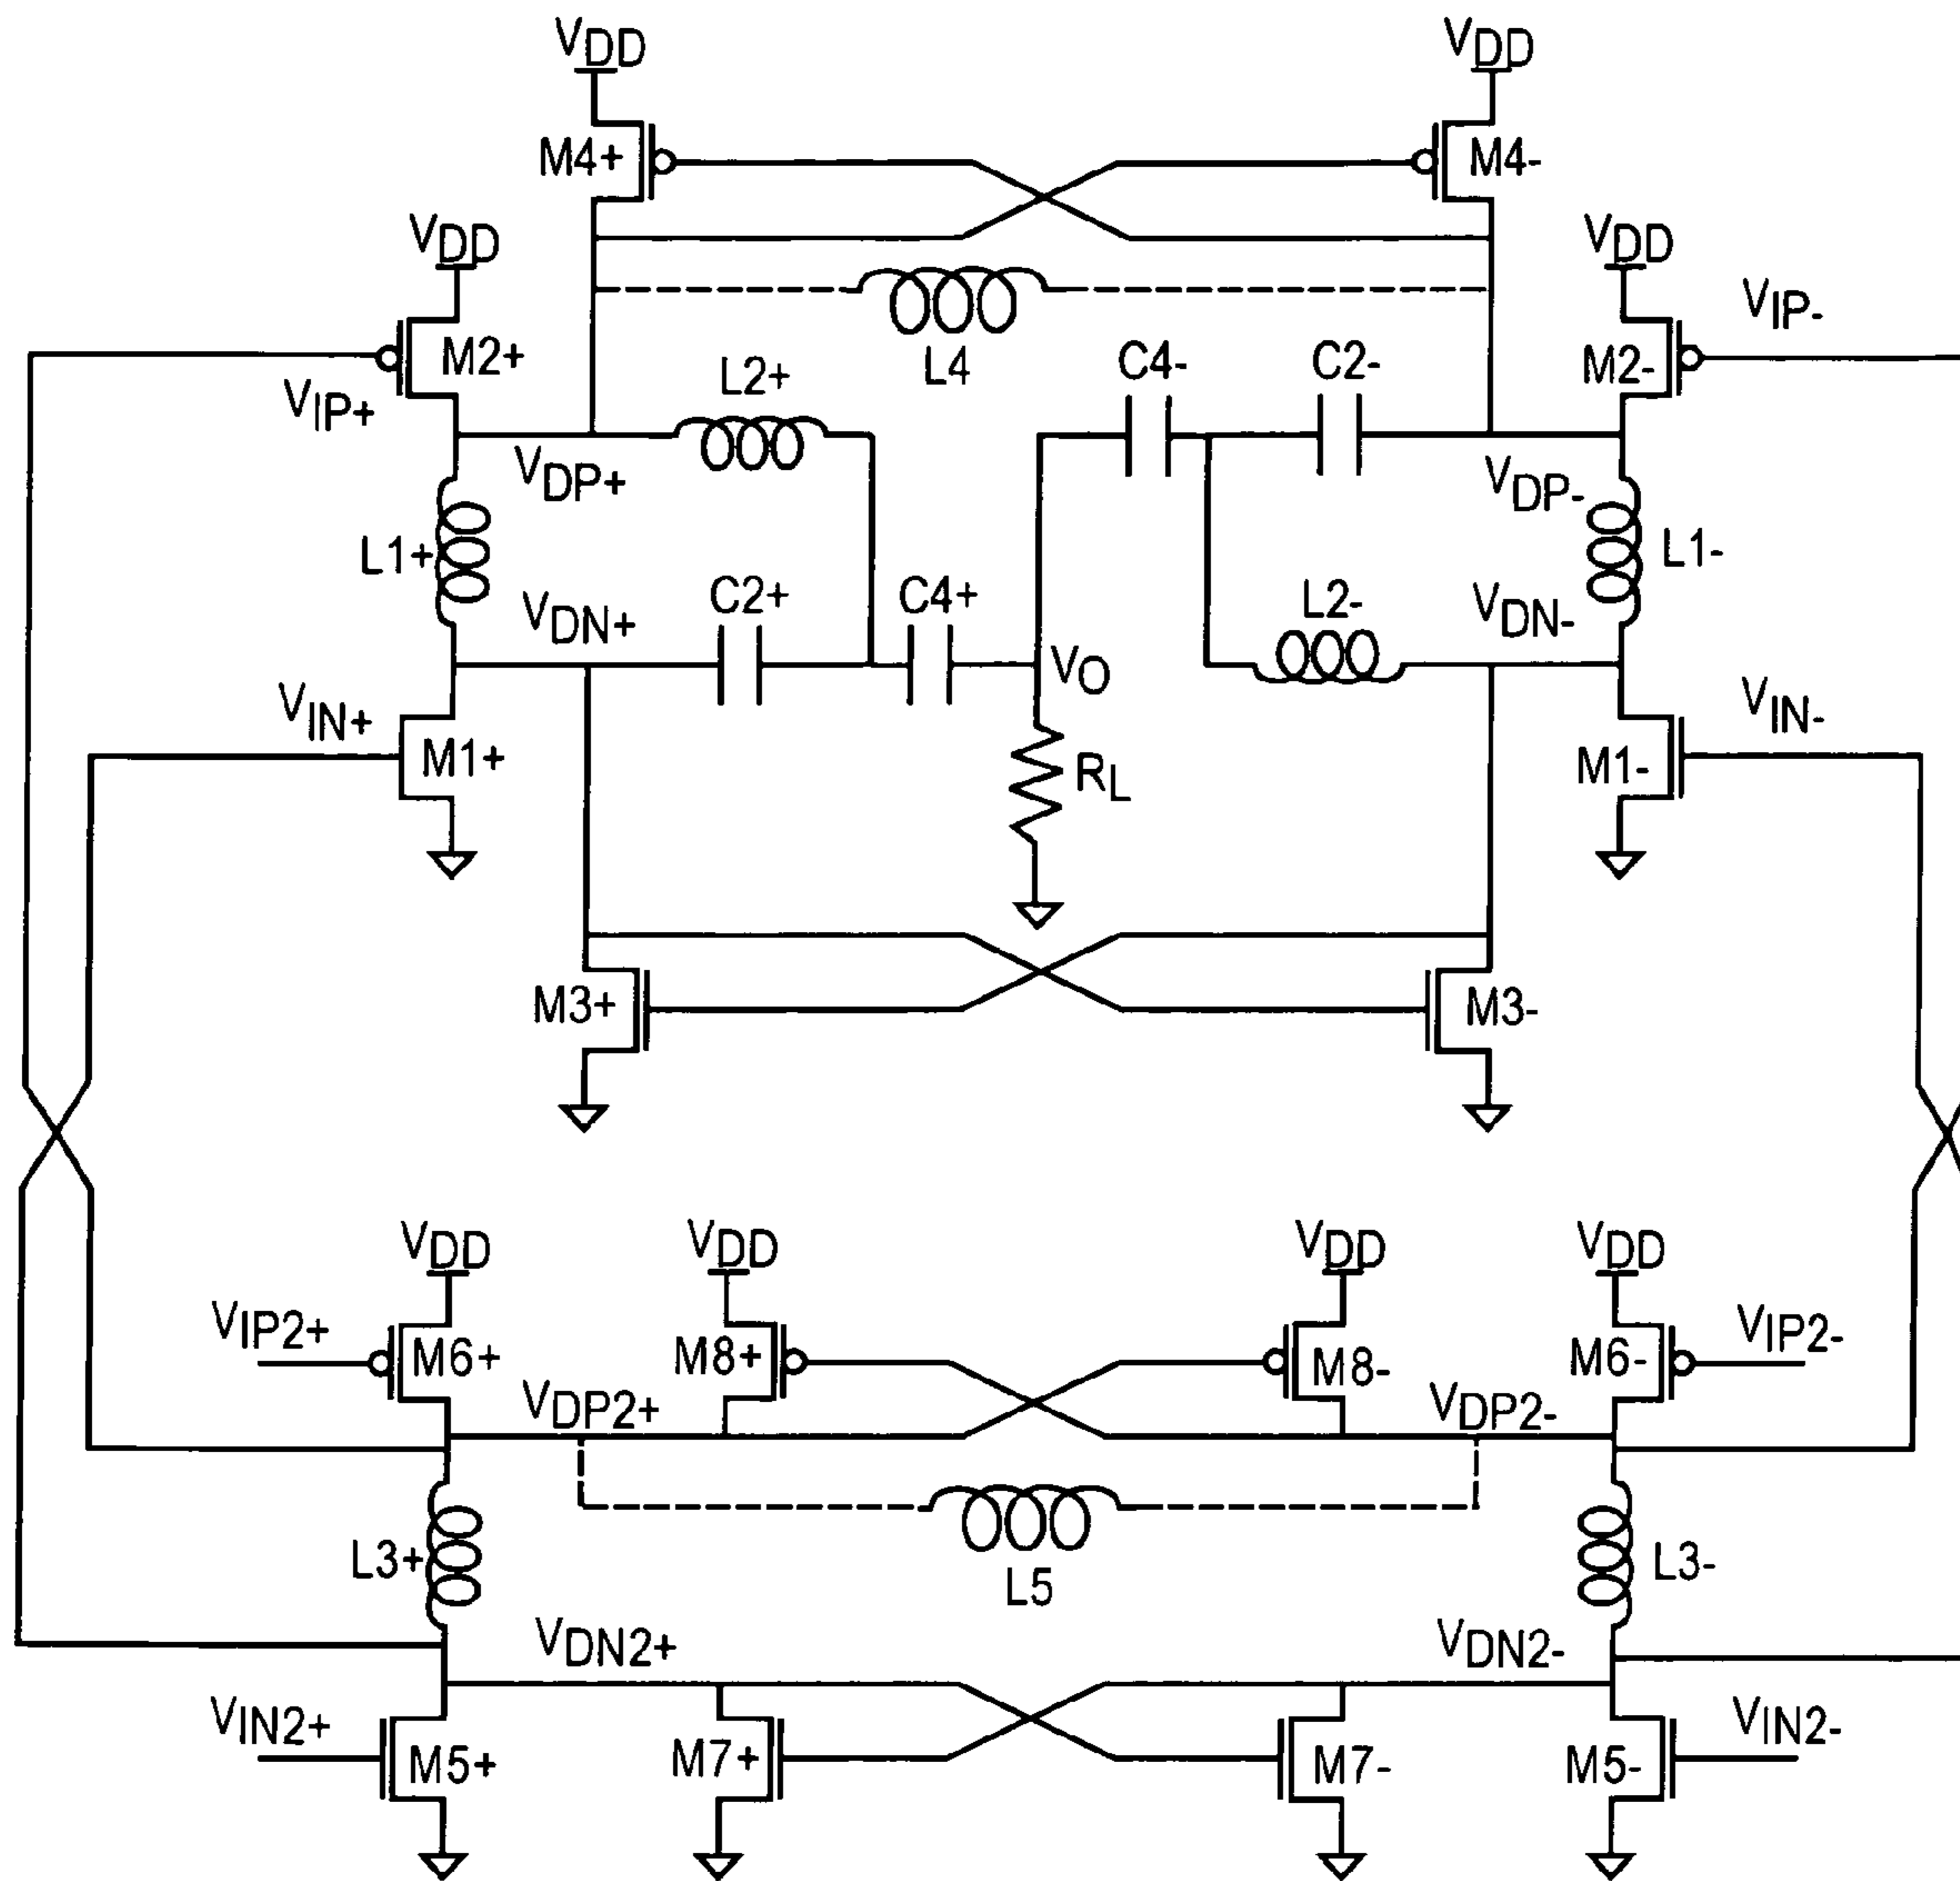 VDD VDD
M4+ M4-
VDD VDD
VIP-
M2+ L2+ L4 C4- C2- M2-
VIP+
VDP+ VDP-
L1+ L1-
VDN+ C2+ C4+ L2- VDN-
VIN+ VO VIN-
M1+ RL M1-
M3+ M3-
VDD VDD VDD VDD
VIP2+ M6+ M8+ M8- M6- VIP2-
VDP2+ VDP2-
L3+ L5 L3-
VDN2+ VDN2-
VIN2+ VIN2-
M5+ M7+ M7- M5-